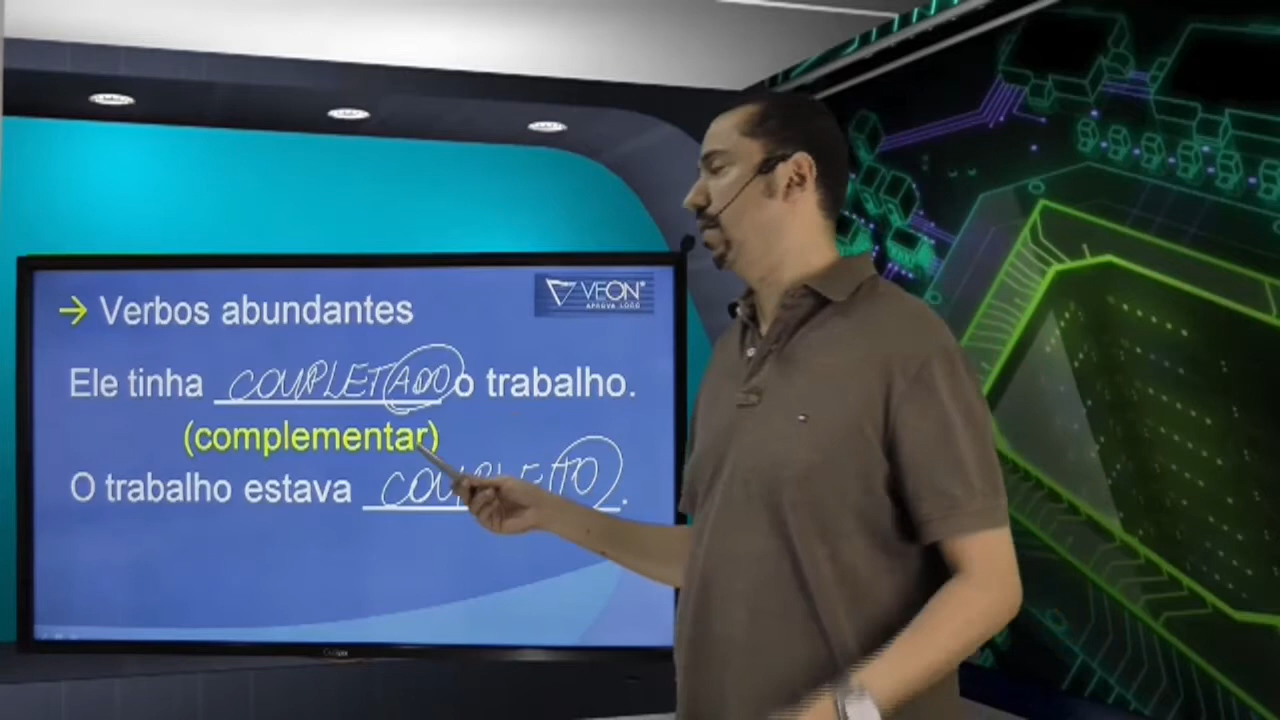 → Verbos abundantes
VEON®
APROVA LOGO
Ele tinha COMPLETADO o trabalho.
(complementar)
O trabalho estava COMPLETO.